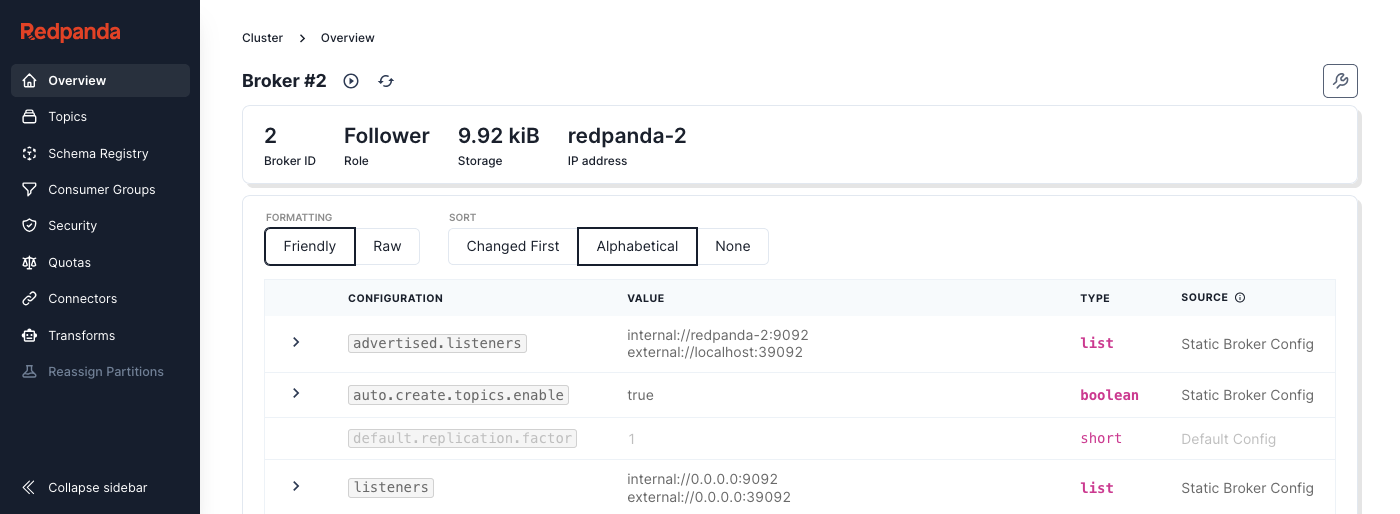 Redpanda
Overview
Topics
Schema Registry
Consumer Groups
Security
Quotas
Connectors
Transforms
Reassign Partitions
Collapse sidebar
Cluster > Overview
Broker #2
2 Follower 9.92 kiB redpanda-2
Broker ID Role Storage IP address
FORMATTING SORT
Friendly Raw Changed First Alphabetical None
CONFIGURATION VALUE TYPE SOURCE
advertised.listeners internal://redpanda-2:9092 list Static Broker Config
external://localhost:39092
auto.create.topics.enable true boolean Static Broker Config
default.replication.factor 1 short Default Config
listeners internal://0.0.0.0:9092 list Static Broker Config
external://0.0.0.0:39092